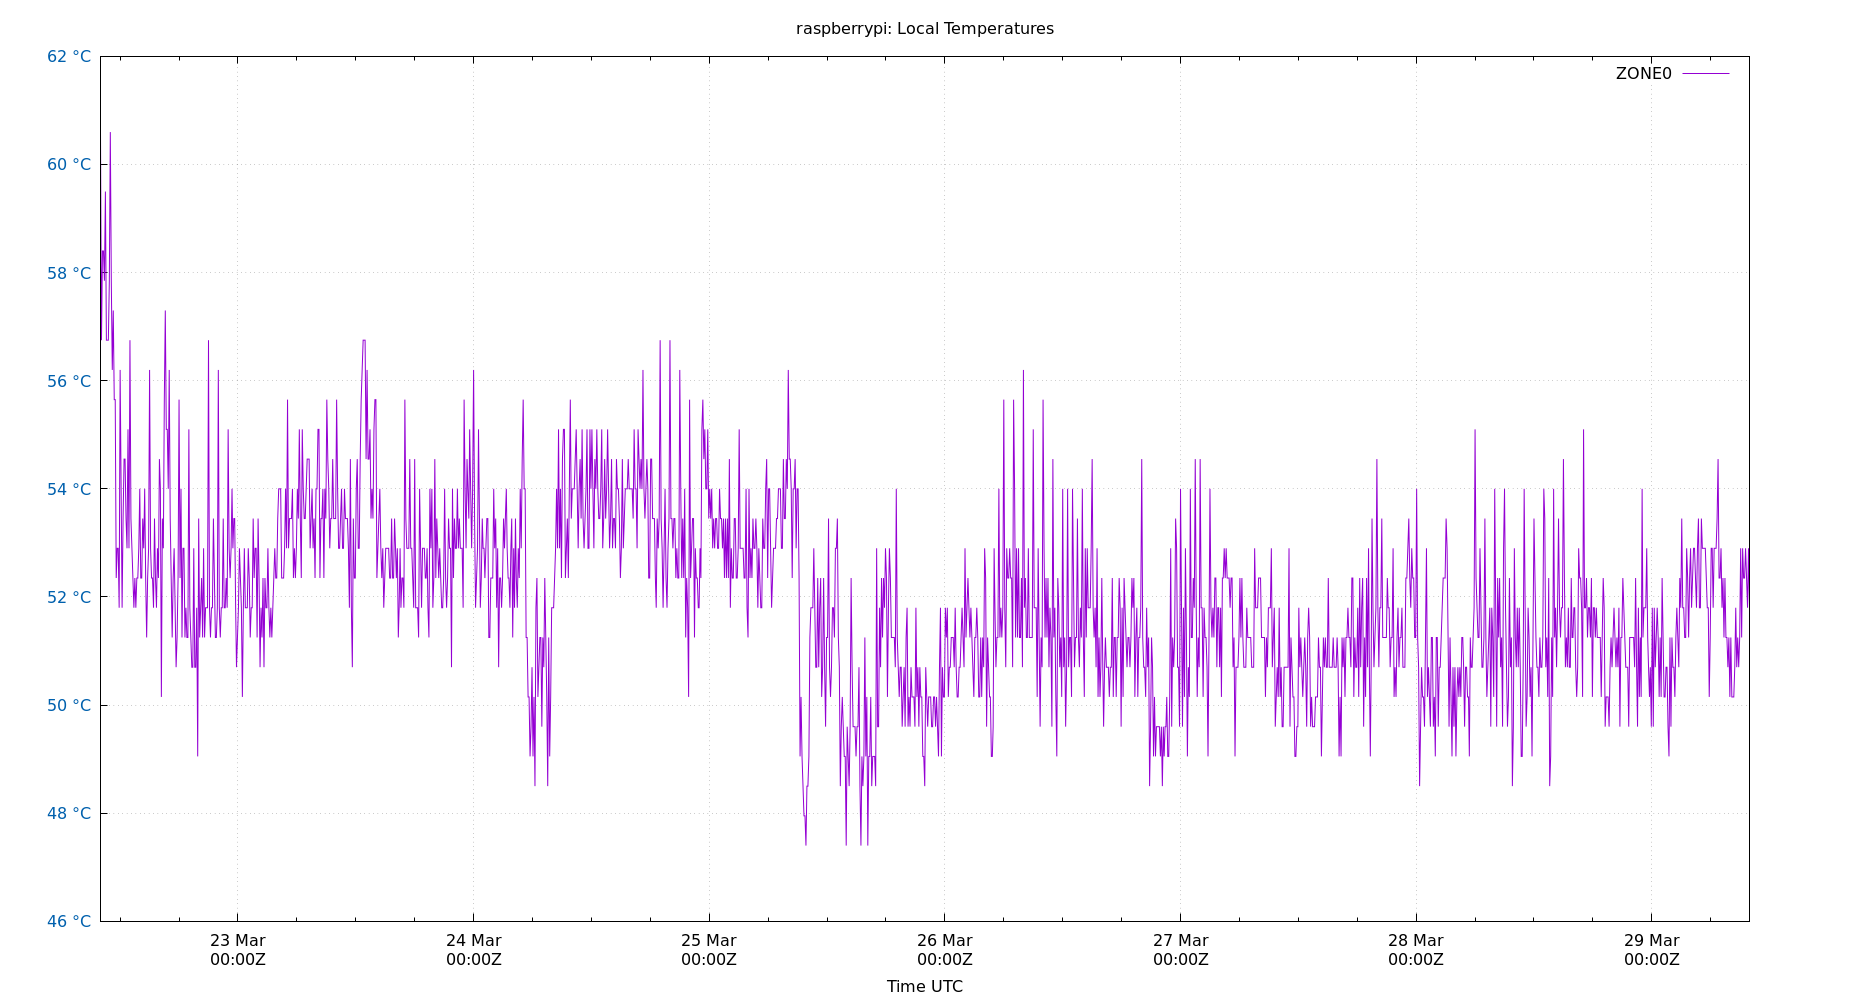 raspberrypi: Local Temperatures
ZONE0
62 °C
60 °C
58 °C
56 °C
54 °C
52 °C
50 °C
48 °C
46 °C
23 Mar 24 Mar 25 Mar 26 Mar 27 Mar 28 Mar 29 Mar
00:00Z 00:00Z 00:00Z 00:00Z 00:00Z 00:00Z 00:00Z
Time UTC